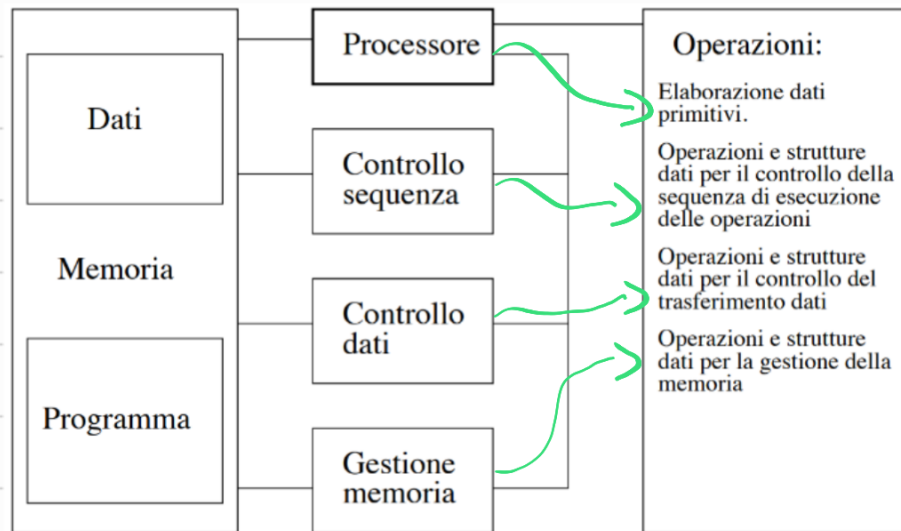 Dati
Memoria
Programma
Processore
Controllo
sequenza
Controllo
dati
Gestione
memoria
Operazioni:
Elaborazione dati
primitivi.
Operazioni e strutture
dati per il controllo della
sequenza di esecuzione
delle operazioni
Operazioni e strutture
dati per il controllo del
trasferimento dati
Operazioni e strutture
dati per la gestione della
memoria